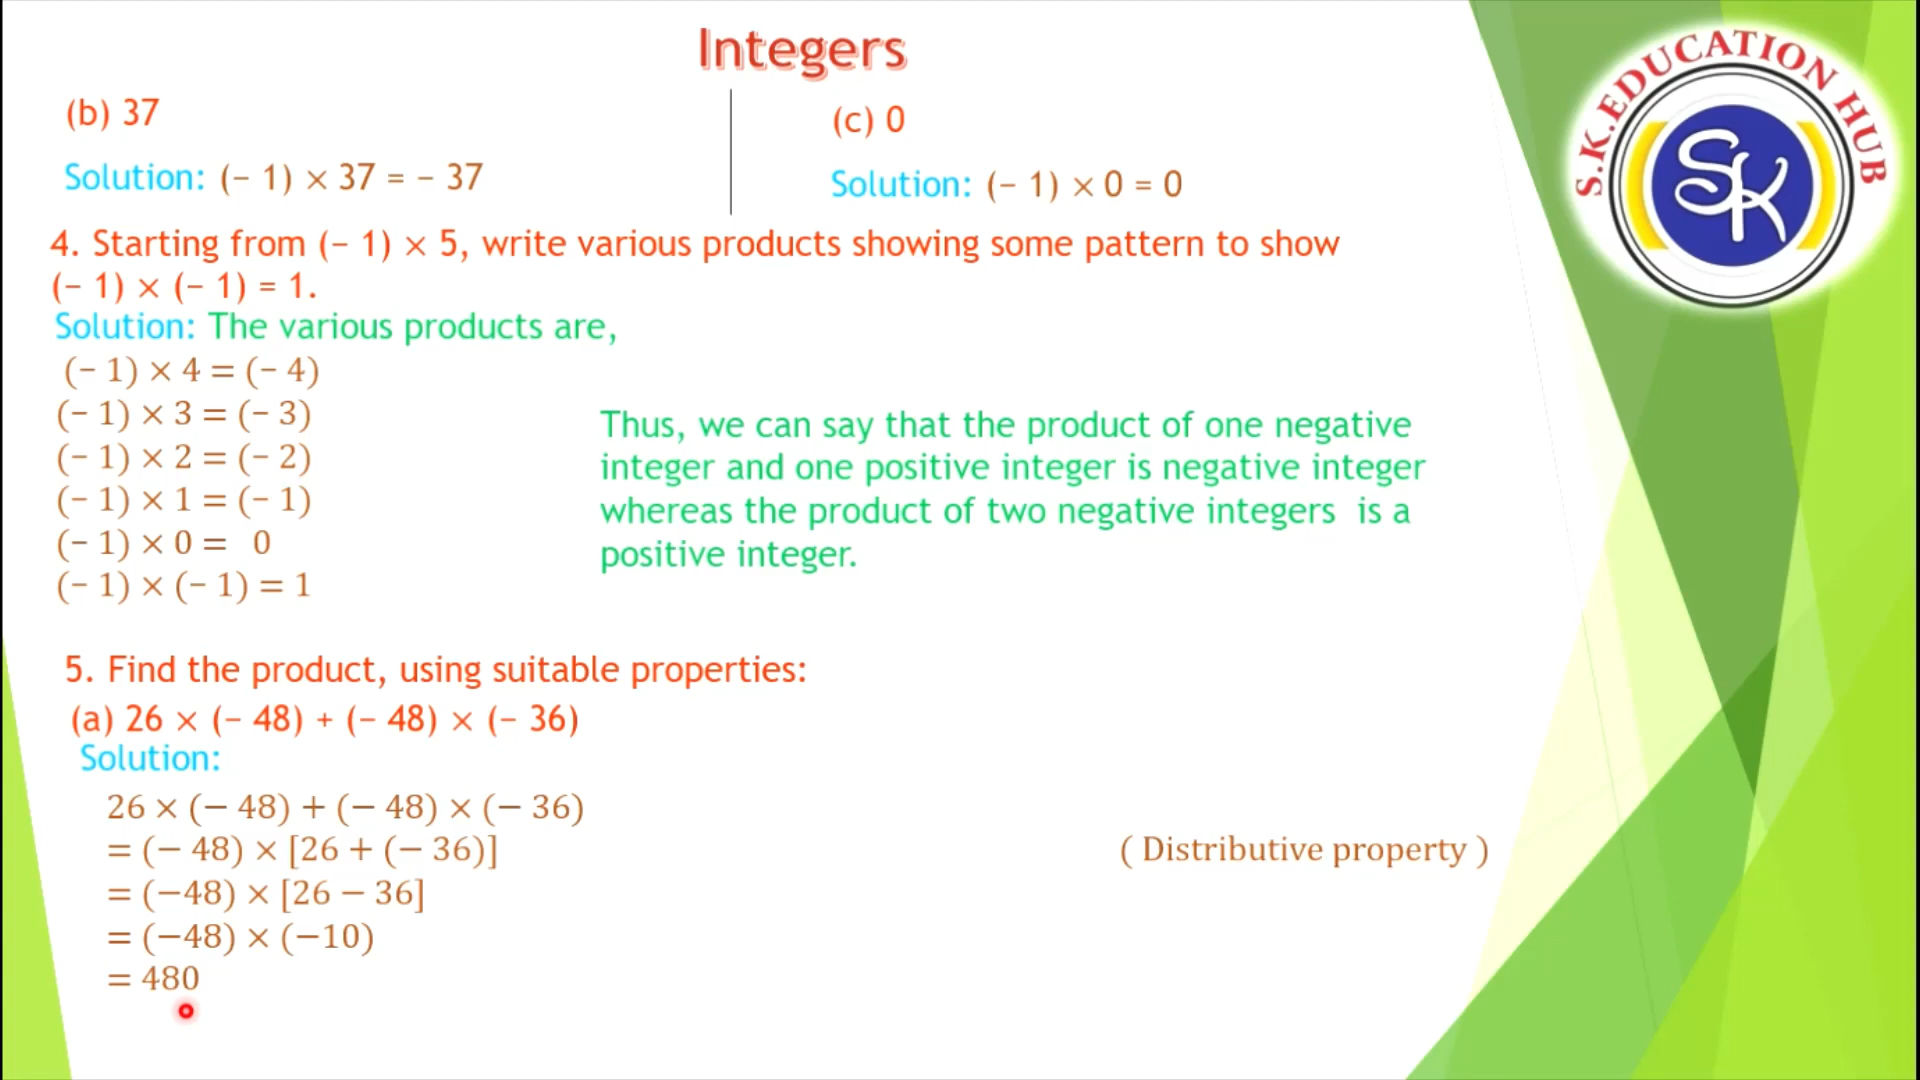 Integers
(b) 37
Solution: (− 1) × 37 = − 37
(c) 0
Solution: (− 1) × 0 = 0
4. Starting from (− 1) × 5, write various products showing some pattern to show
(− 1) × (− 1) = 1.
Solution: The various products are,
(− 1) × 4 = (− 4)
(− 1) × 3 = (− 3)
(− 1) × 2 = (− 2)
(− 1) × 1 = (− 1)
(− 1) × 0 = 0
(− 1) × (− 1) = 1
Thus, we can say that the product of one negative
integer and one positive integer is negative integer
whereas the product of two negative integers is a
positive integer.
5. Find the product, using suitable properties:
(a) 26 × (− 48) + (− 48) × (− 36)
Solution:
26 × (− 48) + (− 48) × (− 36)
= (− 48) × [26 + (− 36)] ( Distributive property )
= (−48) × [26 − 36]
= (−48) × (−10)
= 480
S.K.EDUCATION HUB
SK